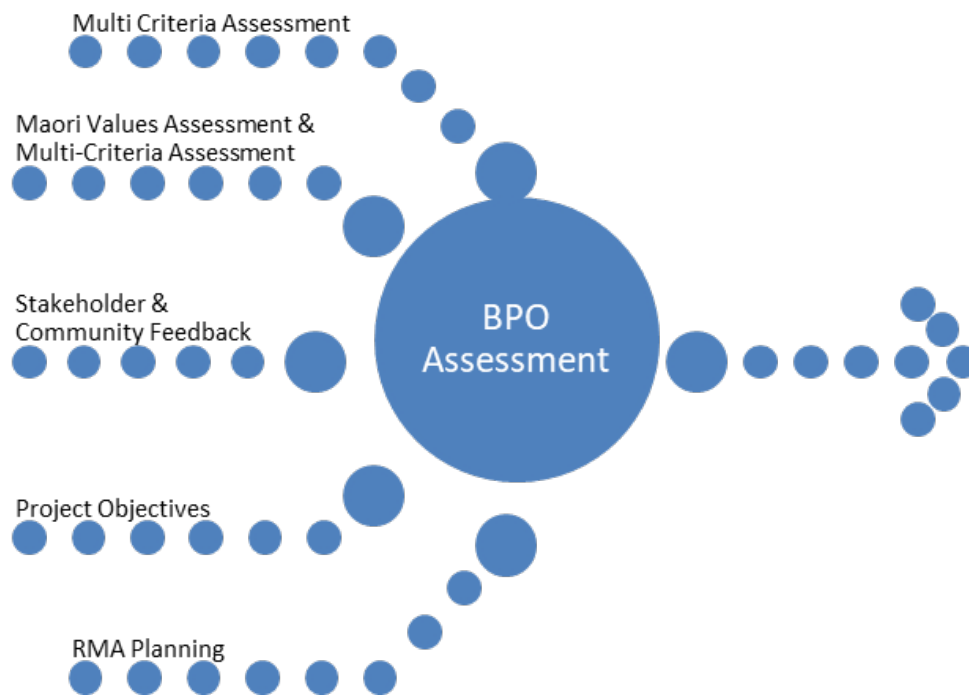 Multi Criteria Assessment
Maori Values Assessment &
Multi-Criteria Assessment
Stakeholder &
Community Feedback
BPO
Assessment
Project Objectives
RMA Planning